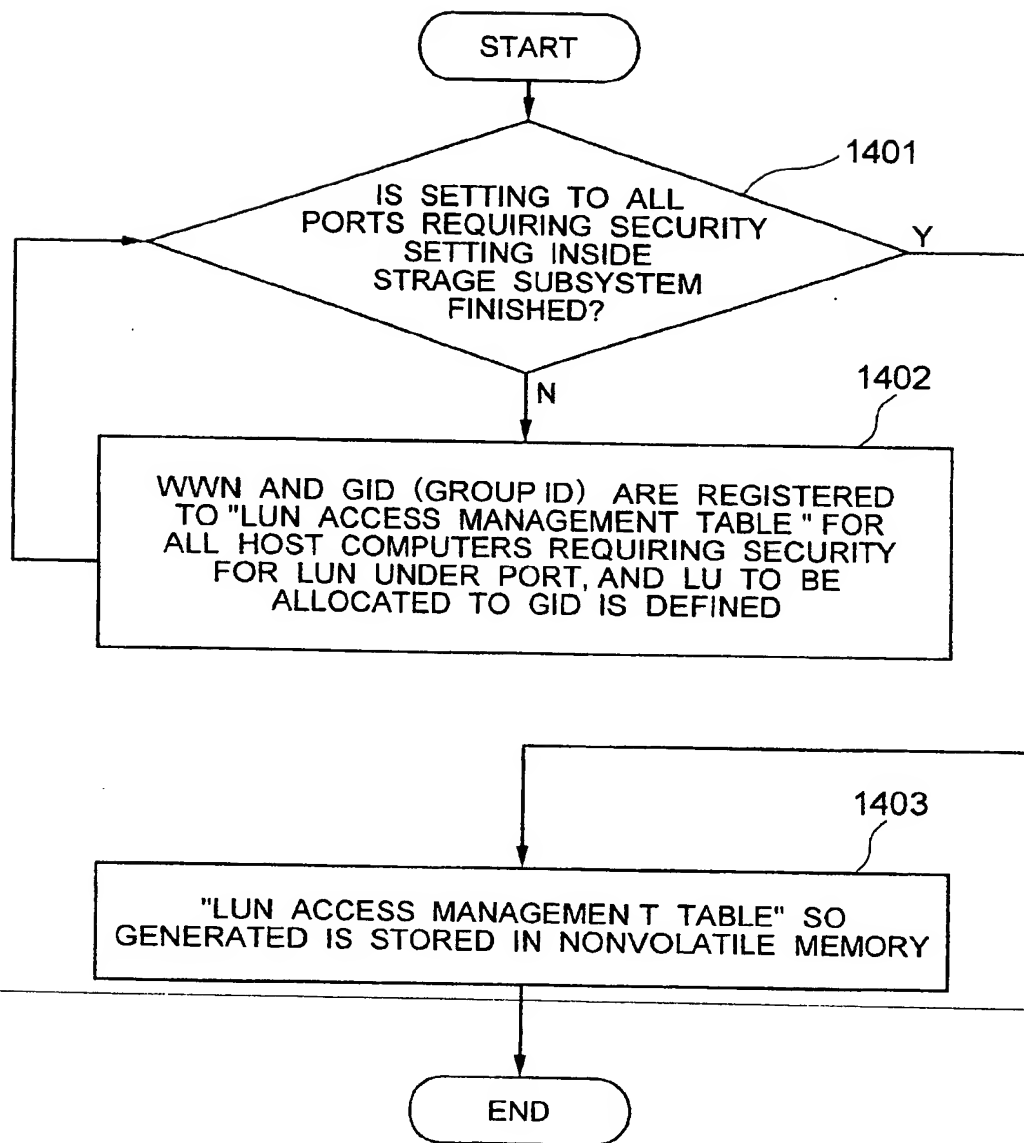 START
1401
IS SETTING TO ALL
PORTS REQUIRING SECURITY
SETTING INSIDE
STRAGE SUBSYSTEM
FINISHED?
Y
N
1402
WWN AND GID (GROUP ID) ARE REGISTERED
TO "LUN ACCESS MANAGEMENT TABLE" FOR
ALL HOST COMPUTERS REQUIRING SECURITY
FOR LUN UNDER PORT, AND LU TO BE
ALLOCATED TO GID IS DEFINED
1403
"LUN ACCESS MANAGEMEN T TABLE" SO
GENERATED IS STORED IN NONVOLATILE MEMORY
END